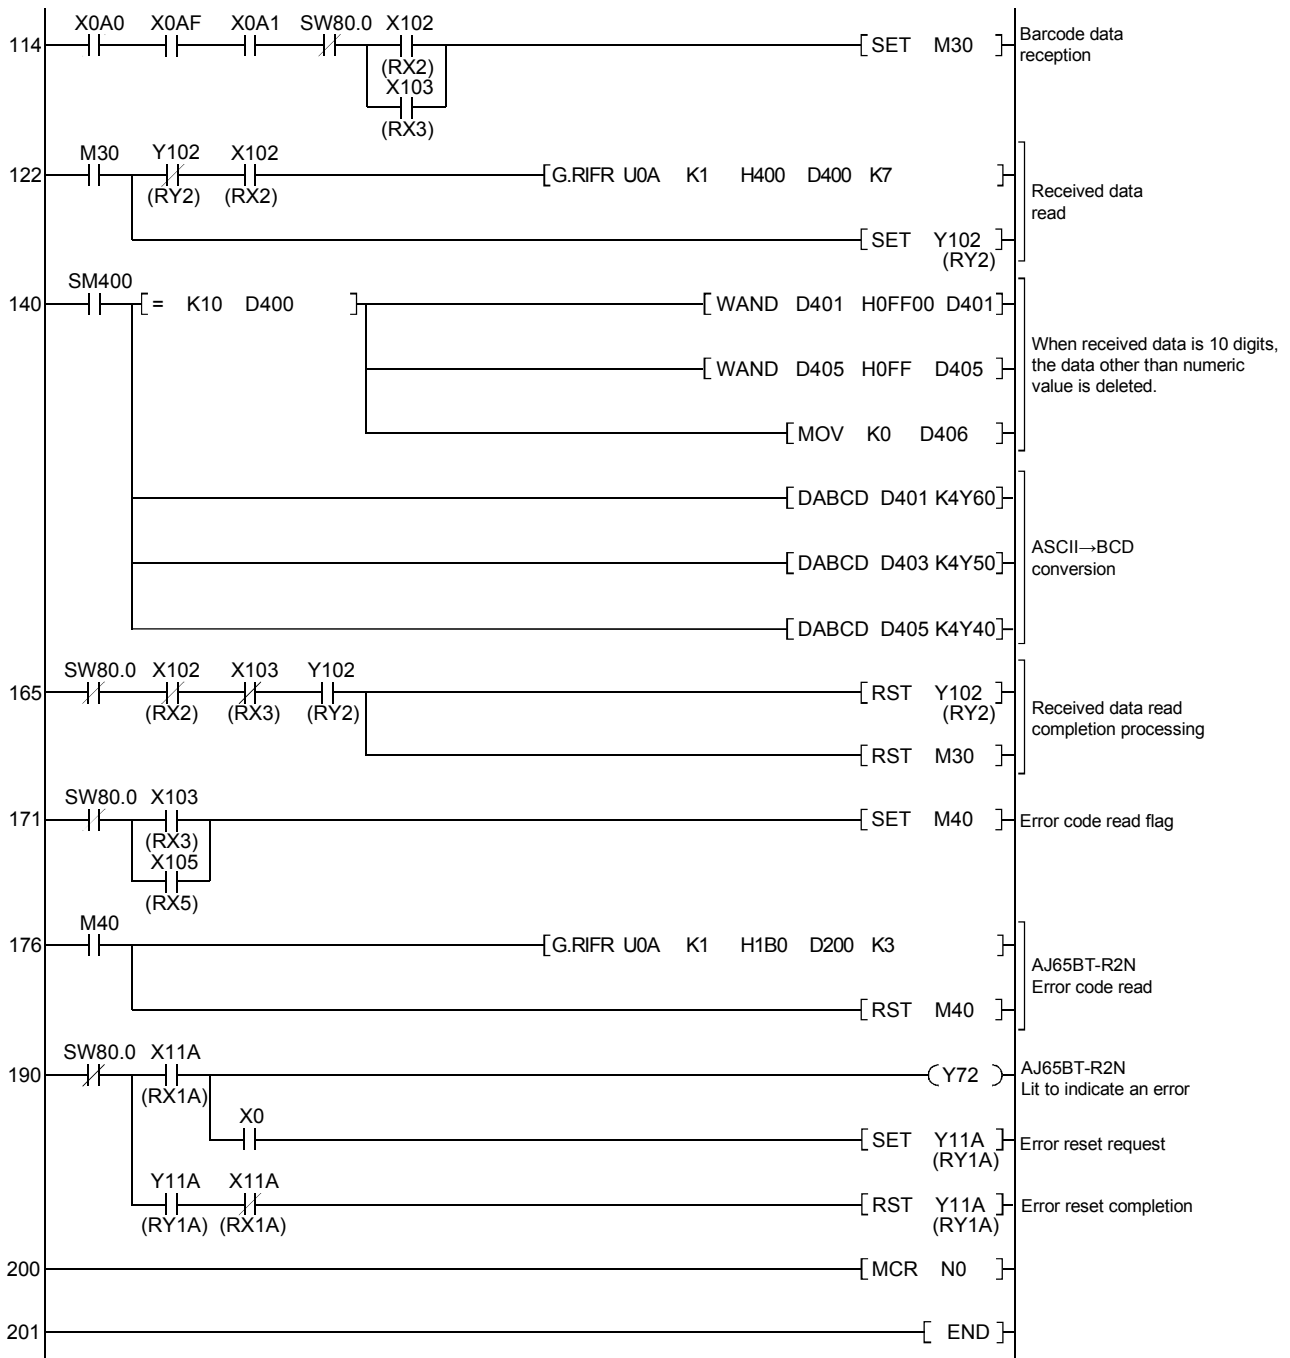 X0A0 X0AF X0A1 SW80.0 X102
114 [ SET M30 ] Barcode data
reception
(RX2)
X103
(RX3)
M30 Y102 X102
122 [ G.RIFR U0A K1 H400 D400 K7 ]
(RY2) (RX2)
Received data
read
[ SET Y102 ]
(RY2)
SM400
140 [ = K10 D400 ] [ WAND D401 H0FF00 D401 ]
When received data is 10 digits,
the data other than numeric
value is deleted.
[ WAND D405 H0FF D405 ]
[ MOV K0 D406 ]
[ DABCD D401 K4Y60 ]
ASCII→BCD
conversion
[ DABCD D403 K4Y50 ]
[ DABCD D405 K4Y40 ]
SW80.0 X102 X103 Y102
165 [ RST Y102 ]
(RX2) (RX3) (RY2) (RY2)
Received data read
completion processing
[ RST M30 ]
SW80.0 X103
171 [ SET M40 ] Error code read flag
(RX3)
X105
(RX5)
M40
176 [ G.RIFR U0A K1 H1B0 D200 K3 ]
AJ65BT-R2N
Error code read
[ RST M40 ]
SW80.0 X11A
190 ( Y72 ) AJ65BT-R2N
Lit to indicate an error
(RX1A)
X0
[ SET Y11A ] Error reset request
(RY1A)
Y11A X11A
[ RST Y11A ] Error reset completion
(RY1A) (RX1A) (RY1A)
200 [ MCR N0 ]
201 [ END ]